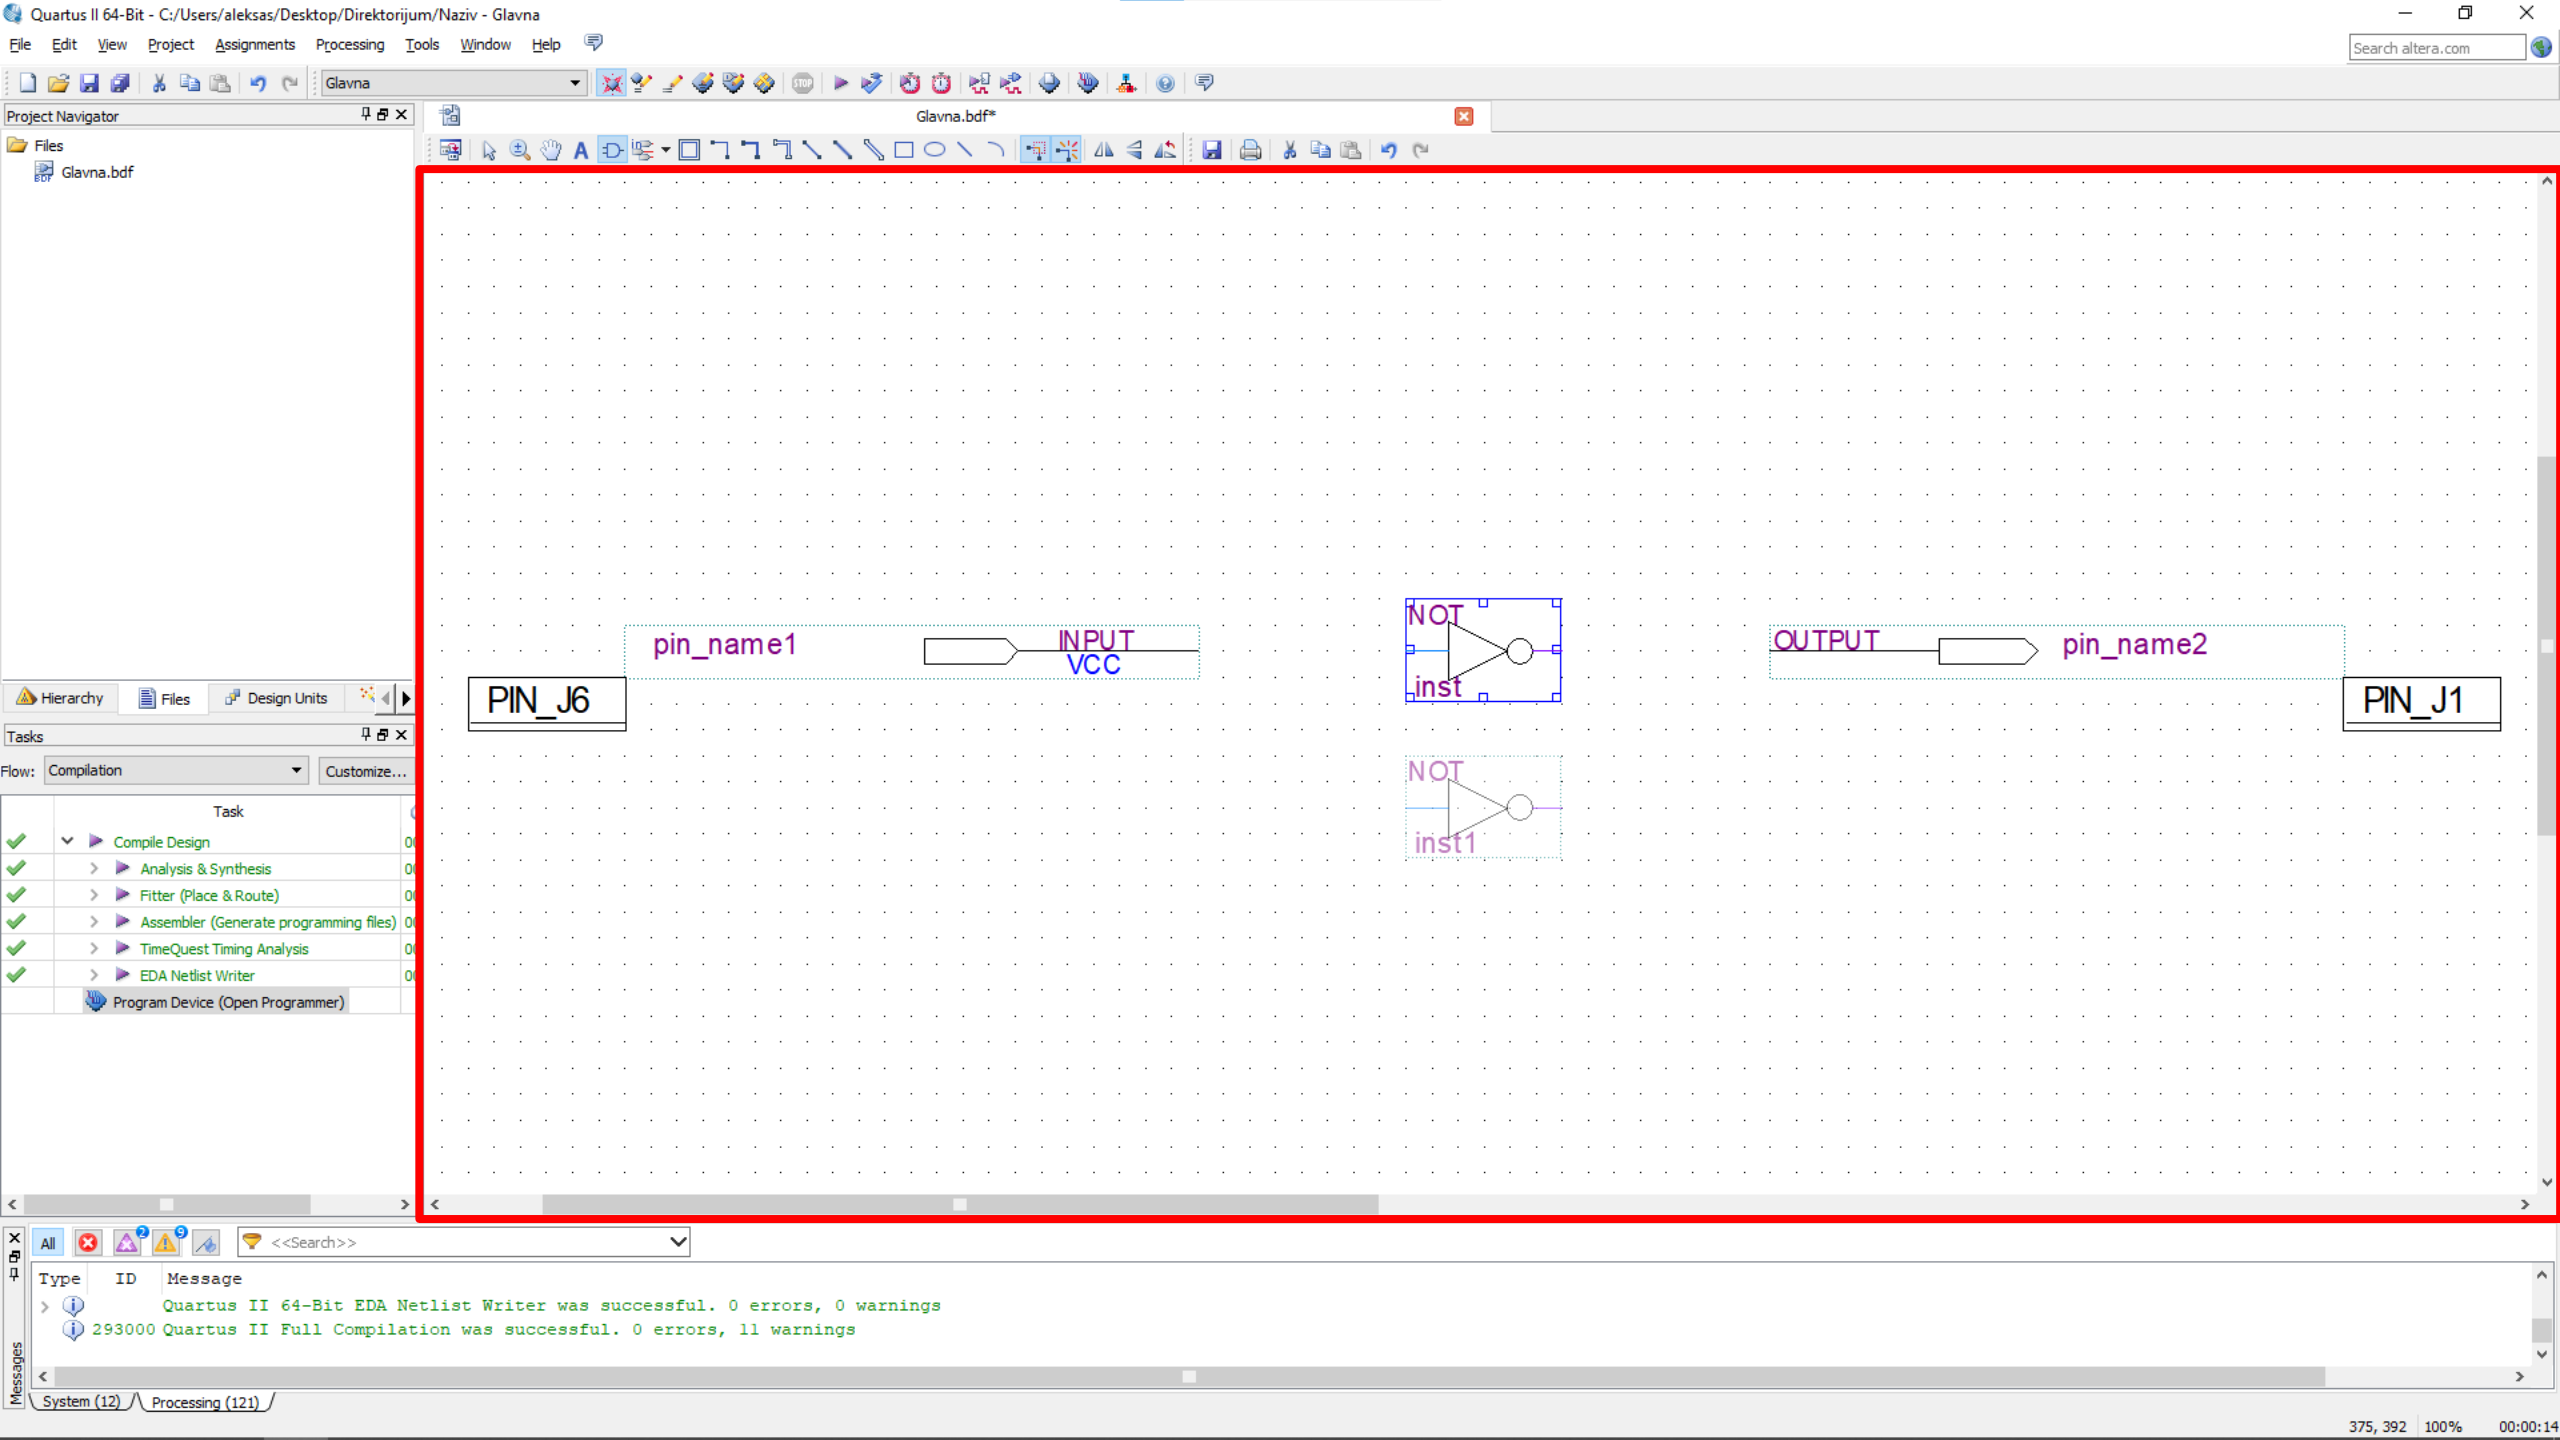 Quartus II 64-Bit - C:/Users/aleksas/Desktop/Direktorijum/Naziv - Glavna
File Edit View Project Assignments Processing Tools Window Help
Search altera.com
Glavna
STOP
Project Navigator
Glavna.bdf*
Files
Glavna.bdf
NOT
inst
pin_name1
INPUT
VCC
OUTPUT
pin_name2
PIN_J6
PIN_J1
NOT
inst1
Hierarchy Files Design Units
Tasks
Flow: Compilation Customize...
Task
Compile Design
Analysis & Synthesis
Fitter (Place & Route)
Assembler (Generate programming files)
TimeQuest Timing Analysis
EDA Netlist Writer
Program Device (Open Programmer)
All 2 9 <<Search>>
Type ID Message
Quartus II 64-Bit EDA Netlist Writer was successful. 0 errors, 0 warnings
293000 Quartus II Full Compilation was successful. 0 errors, 11 warnings
Messages
System (12) Processing (121)
375, 392 100% 00:00:14